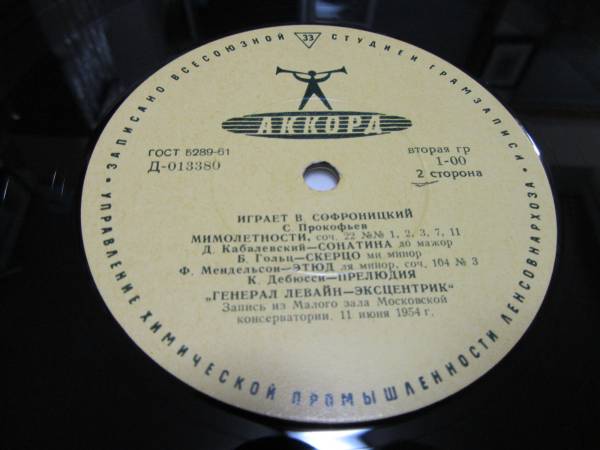 ЗАПИСАНО ВСЕСОЮЗНОЙ 33 СТУДИЕЙ ГРАМЗАПИСИ •
АККОРД
ГОСТ 5289-61
Д-013380
вторая гр
1-00
2 сторона
ИГРАЕТ В. СОФРОНИЦКИЙ
С. Прокофьев
МИМОЛЕТНОСТИ, соч. 22 №№ 1, 2, 3, 7, 11
Д. Кабалевский—СОНАТИНА до мажор
Б. Гольц—СКЕРЦО ми минор
Ф. Мендельсон—ЭТЮД ля минор, соч. 104 № 3
К. Дебюсси—ПРЕЛЮДИЯ
„ГЕНЕРАЛ ЛЕВАЙН—ЭКСЦЕНТРИК“
Запись из Малого зала Московской
консерватории. 11 июня 1954 г.
• УПРАВЛЕНИЕ ХИМИЧЕСКОЙ ПРОМЫШЛЕННОСТИ ЛЕНСОВНАРХОЗА